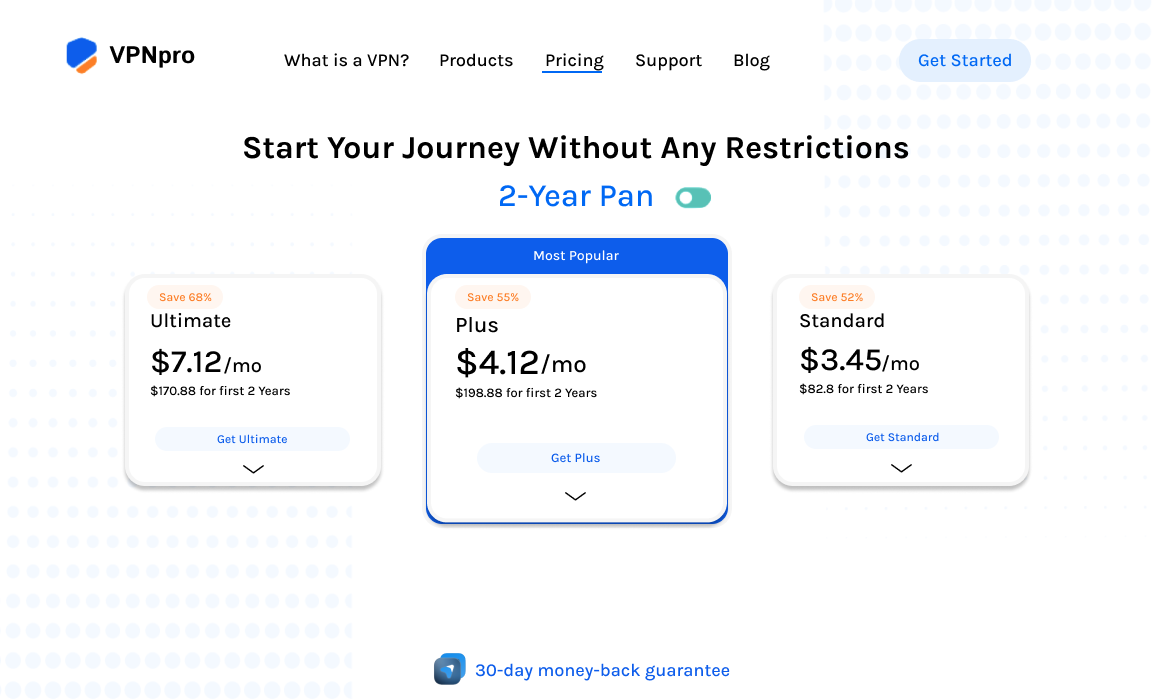 VPNpro
What is a VPN? Products Pricing Support Blog Get Started
Start Your Journey Without Any Restrictions
2-Year Pan
Most Popular
Save 68%
Ultimate
$7.12/mo
$170.88 for first 2 Years
Get Ultimate
Save 55%
Plus
$4.12/mo
$198.88 for first 2 Years
Get Plus
Save 52%
Standard
$3.45/mo
$82.8 for first 2 Years
Get Standard
30-day money-back guarantee